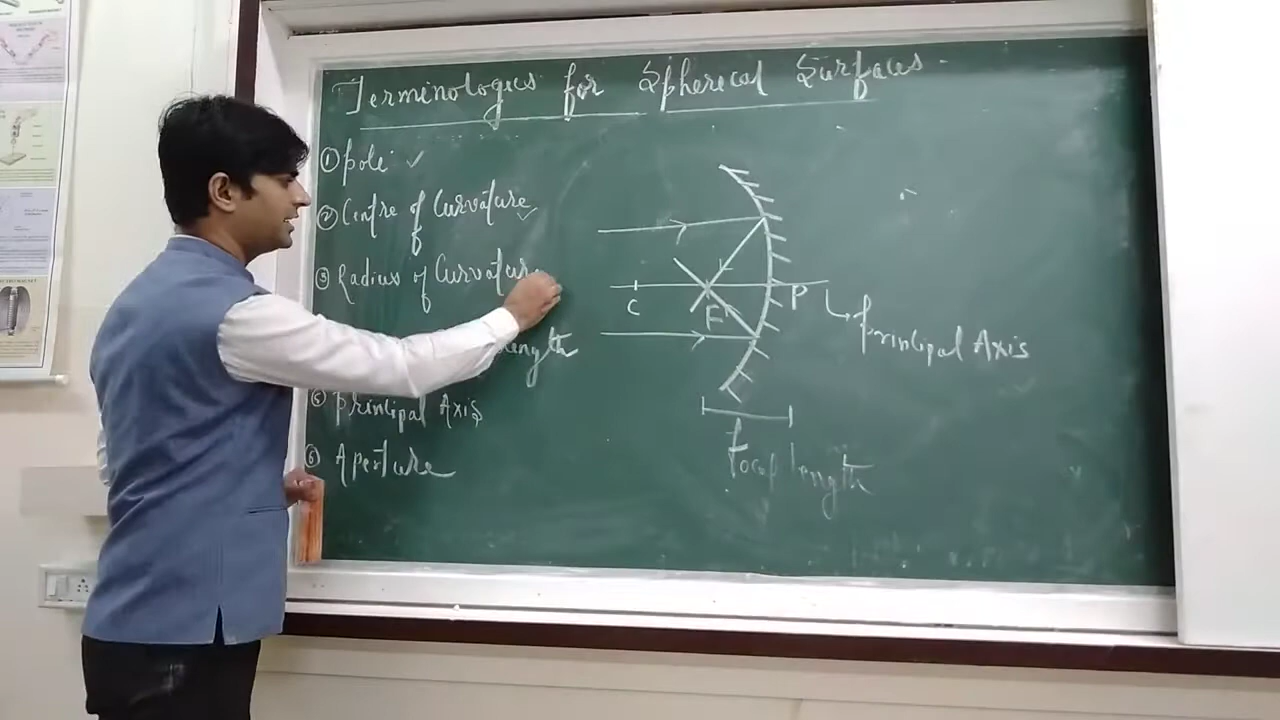 Terminologies for Spherical Surfaces
① pole ✓
② Centre of Curvature ✓
③ Radius of Curvature
length
⑤ Principal Axis
⑥ Aperture
C
F
P
principal Axis
focal length